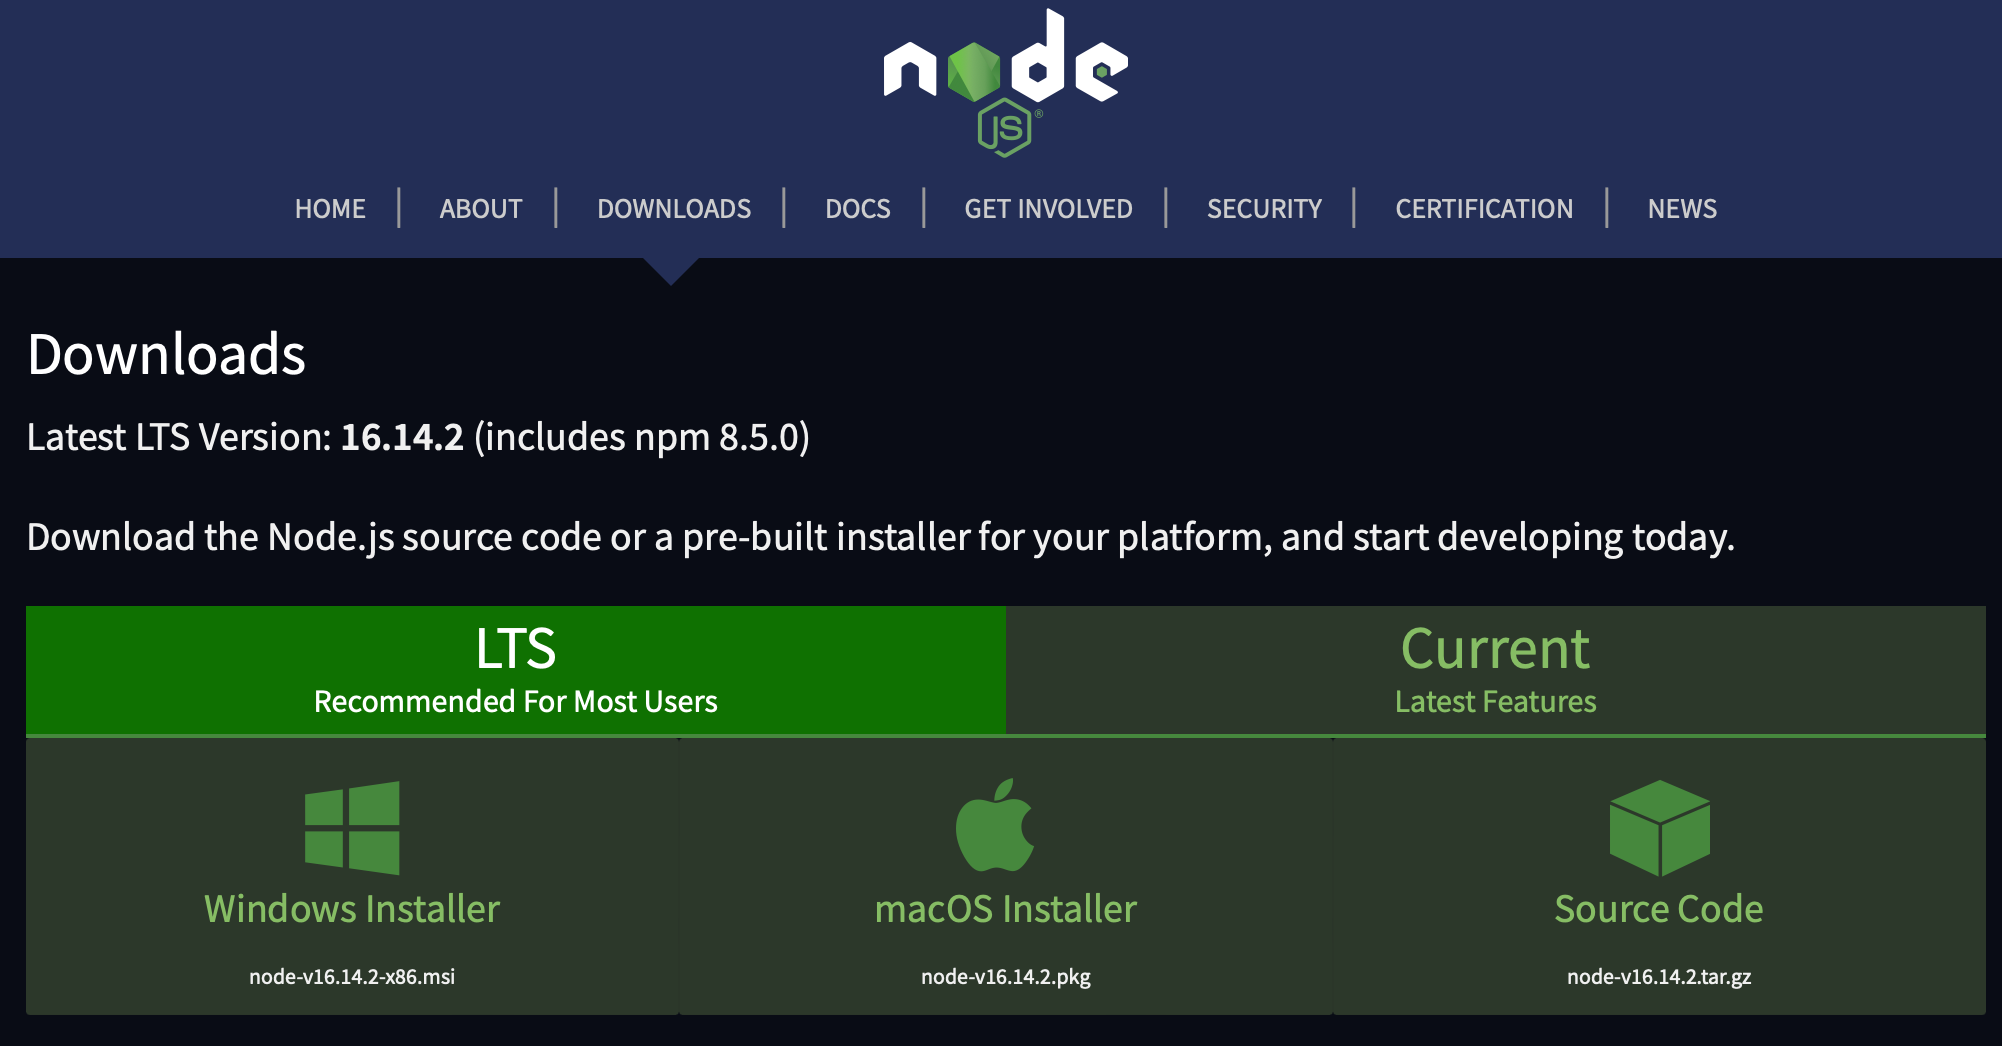 node
JS®
HOME ABOUT DOWNLOADS DOCS GET INVOLVED SECURITY CERTIFICATION NEWS
Downloads
Latest LTS Version: 16.14.2 (includes npm 8.5.0)
Download the Node.js source code or a pre-built installer for your platform, and start developing today.
LTS
Recommended For Most Users
Current
Latest Features
Windows Installer
node-v16.14.2-x86.msi
macOS Installer
node-v16.14.2.pkg
Source Code
node-v16.14.2.tar.gz